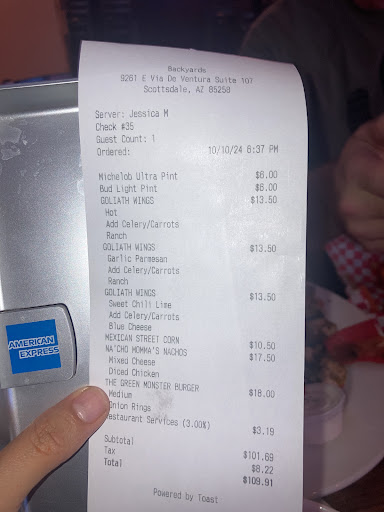 Backyards
9261 E Via De Ventura Suite 107
Scottsdale, AZ 85258
Server: Jessica M
Check #35
Guest Count: 1
Ordered: 10/10/24 6:37 PM
Michelob Ultra Pint $6.00
Bud Light Pint $6.00
GOLIATH WINGS $13.50
Hot
Add Celery/Carrots
Ranch
GOLIATH WINGS $13.50
Garlic Parmesan
Add Celery/Carrots
Ranch
GOLIATH WINGS $13.50
Sweet Chili Lime
Add Celery/Carrots
Blue Cheese
MEXICAN STREET CORN $10.50
NA'CHO MOMMA'S NACHOS $17.50
Mixed Cheese
Diced Chicken
THE GREEN MONSTER BURGER $18.00
Medium
Onion Rings
estaurant Services (3.00%) $3.19
Subtotal $101.69
Tax $8.22
Total $109.91
Powered by Toast
AMERICAN
EXPRESS